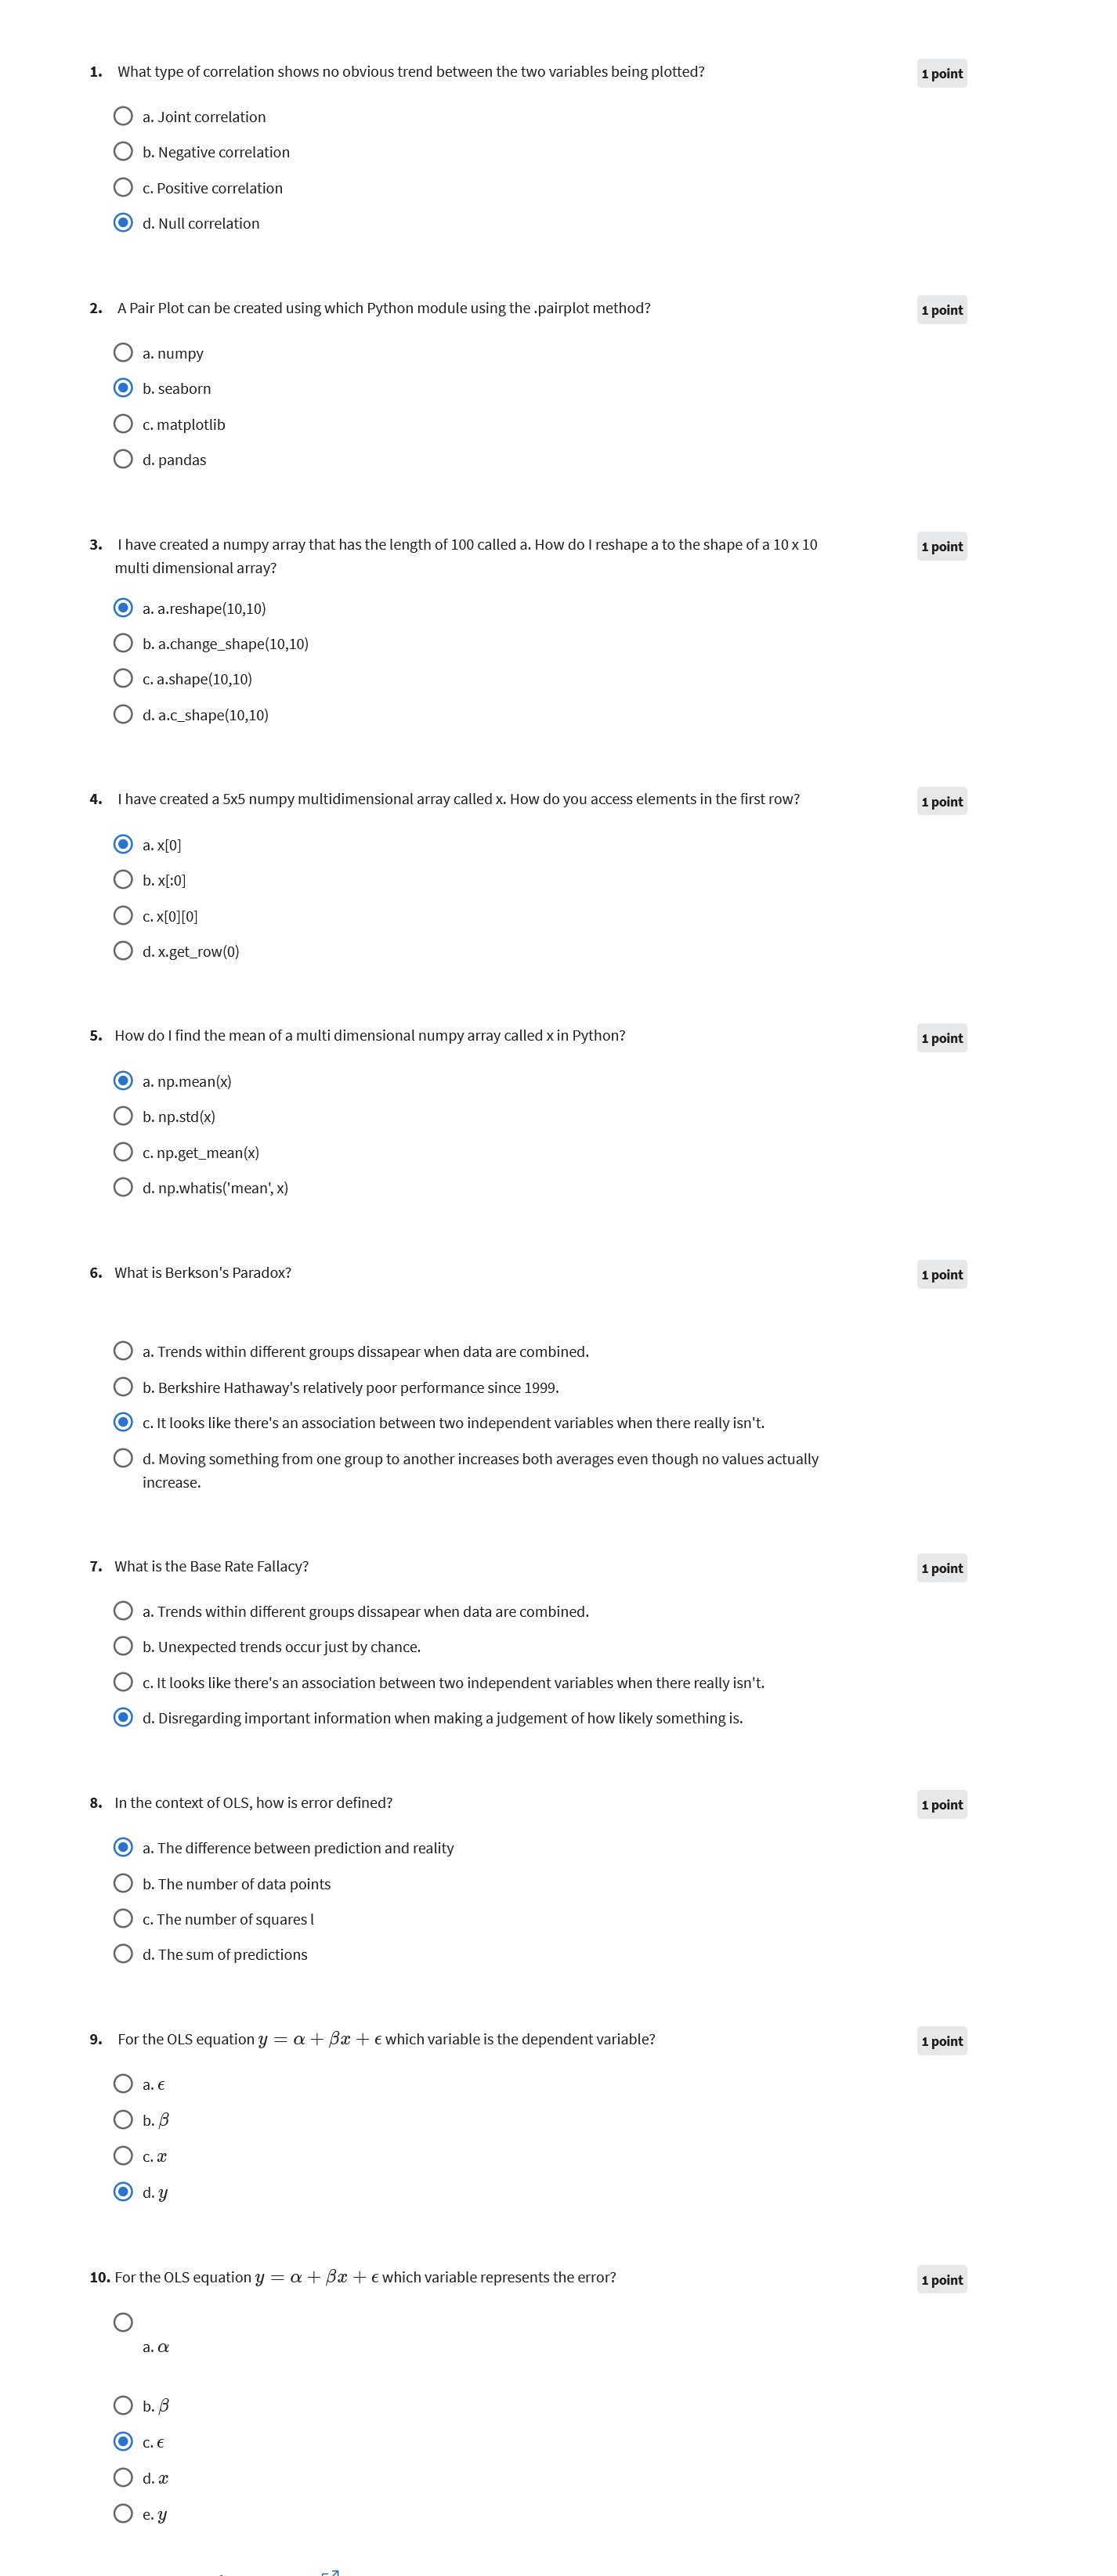 1. What type of correlation shows no obvious trend between the two variables being plotted?
1 point
a. Joint correlation
b. Negative correlation
c. Positive correlation
d. Null correlation
2. A Pair Plot can be created using which Python module using the .pairplot method?
1 point
a. numpy
b. seaborn
c. matplotlib
d. pandas
3. I have created a numpy array that has the length of 100 called a. How do I reshape a to the shape of a 10 x 10
multi dimensional array?
1 point
a. a.reshape(10,10)
b. a.change_shape(10,10)
c. a.shape(10,10)
d. a.c_shape(10,10)
4. I have created a 5x5 numpy multidimensional array called x. How do you access elements in the first row?
1 point
a. x[0]
b. x[:0]
c. x[0][0]
d. x.get_row(0)
5. How do I find the mean of a multi dimensional numpy array called x in Python?
1 point
a. np.mean(x)
b. np.std(x)
c. np.get_mean(x)
d. np.whatis('mean', x)
6. What is Berkson's Paradox?
1 point
a. Trends within different groups dissapear when data are combined.
b. Berkshire Hathaway's relatively poor performance since 1999.
c. It looks like there's an association between two independent variables when there really isn't.
d. Moving something from one group to another increases both averages even though no values actually
increase.
7. What is the Base Rate Fallacy?
1 point
a. Trends within different groups dissapear when data are combined.
b. Unexpected trends occur just by chance.
c. It looks like there's an association between two independent variables when there really isn't.
d. Disregarding important information when making a judgement of how likely something is.
8. In the context of OLS, how is error defined?
1 point
a. The difference between prediction and reality
b. The number of data points
c. The number of squares l
d. The sum of predictions
9. For the OLS equation y = α + βx + ϵ which variable is the dependent variable?
1 point
a. ϵ
b. β
c. x
d. y
10. For the OLS equation y = α + βx + ϵ which variable represents the error?
1 point
a. α
b. β
c. ϵ
d. x
e. y